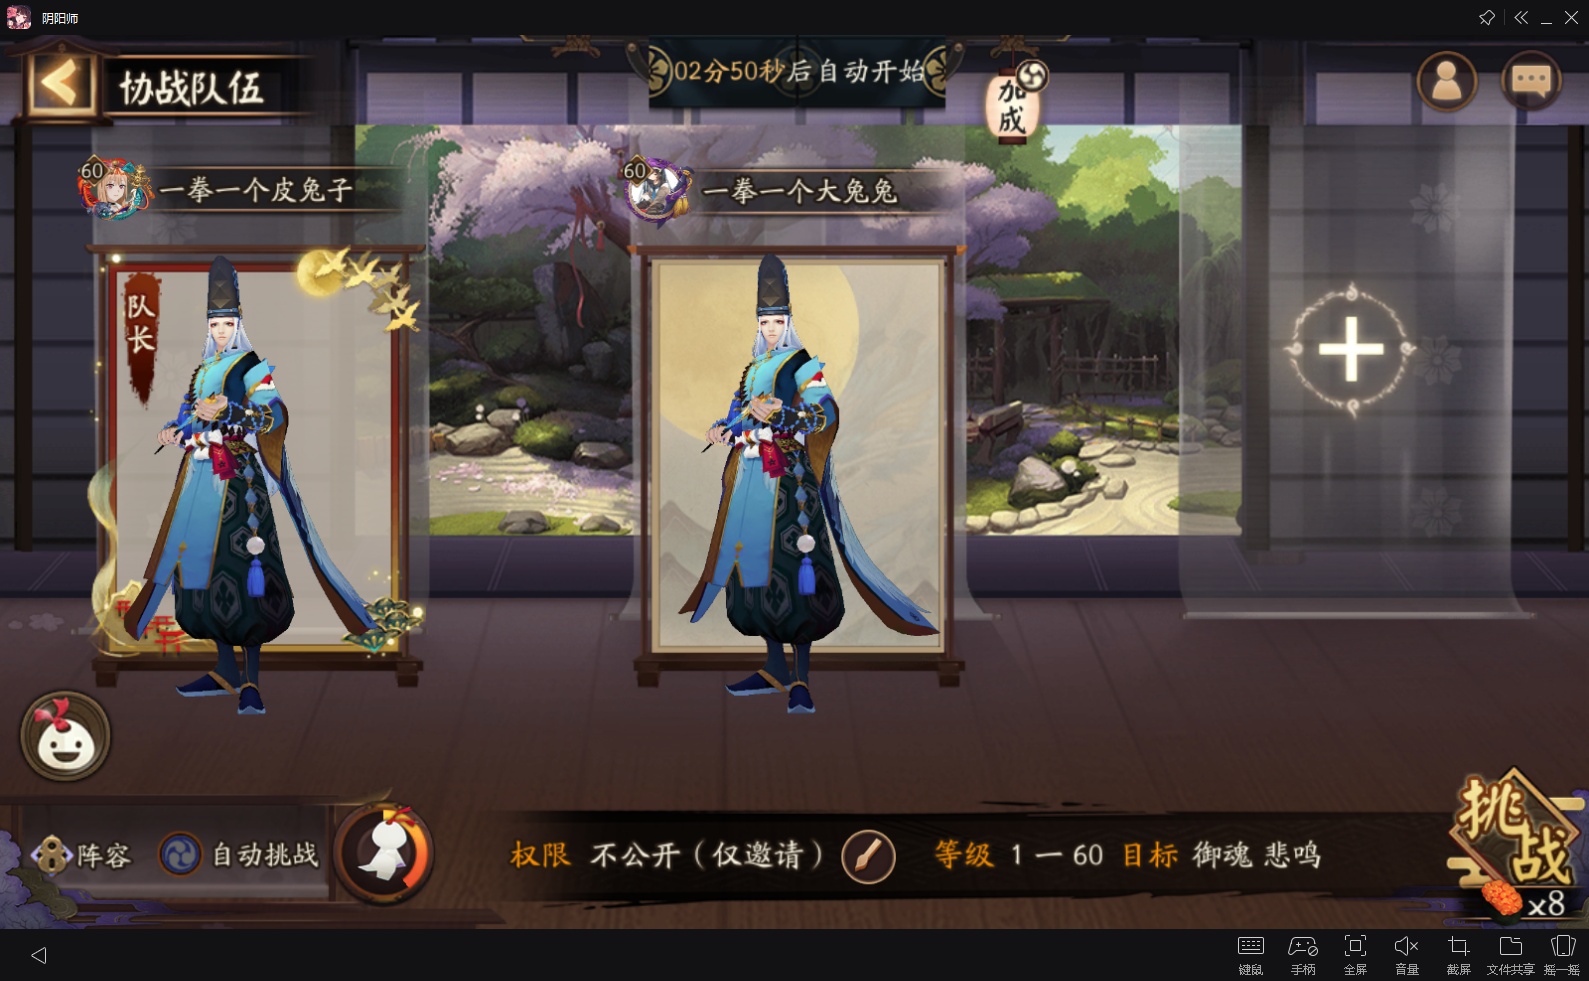 阴阳师
协战队伍
02分50秒后自动开始
加成
60
一拳一个皮兔子
60
一拳一个大兔兔
队长
阵容
自动挑战
权限 不公开（仅邀请）
等级 1 一 60 目标 御魂 悲鸣
挑战
x8
键鼠
手柄
全屏
音量
截屏
文件共享
摇一摇